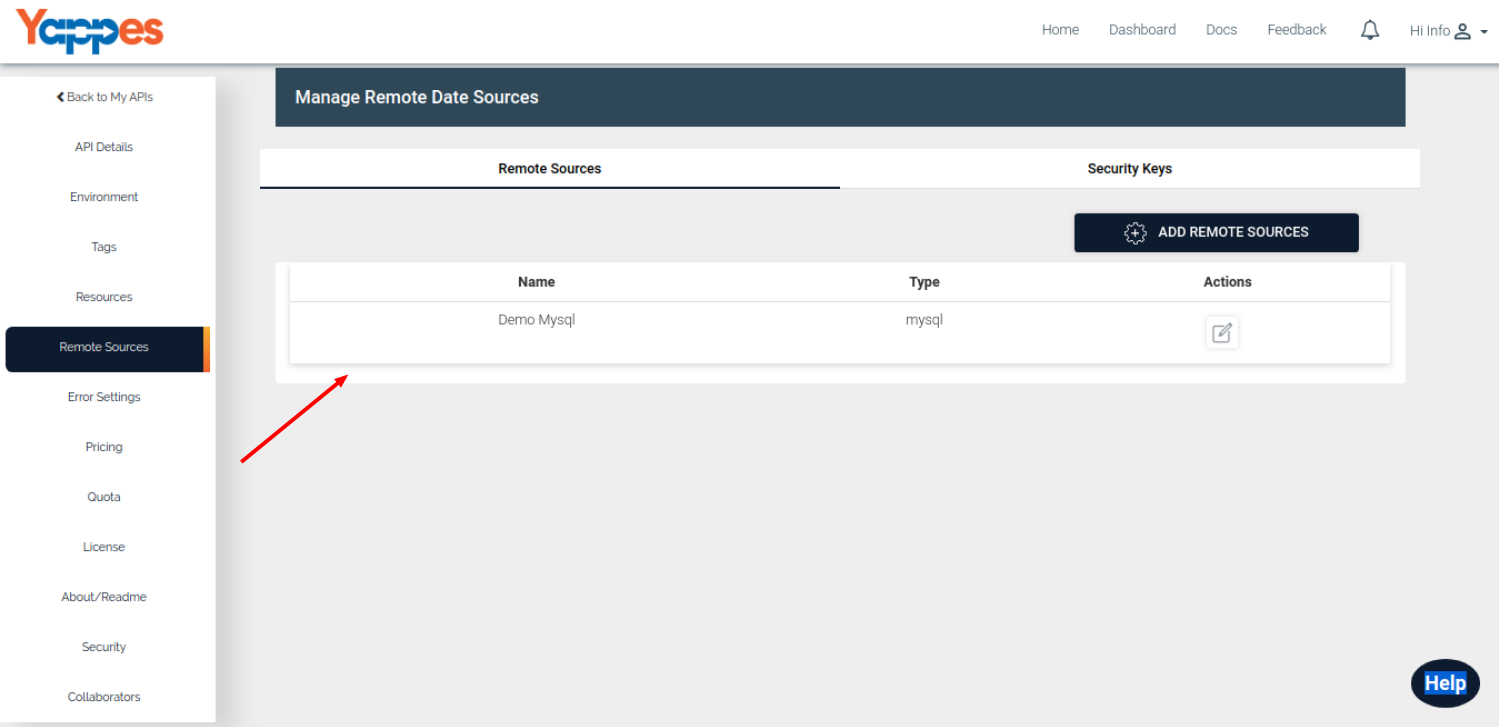 Yappes
Home Dashboard Docs Feedback Hi Info
Back to My APIs
API Details
Environment
Tags
Resources
Remote Sources
Error Settings
Pricing
Quota
License
About/Readme
Security
Collaborators
Manage Remote Date Sources
Remote Sources Security Keys
ADD REMOTE SOURCES
Name Type Actions
Demo Mysql mysql
Help